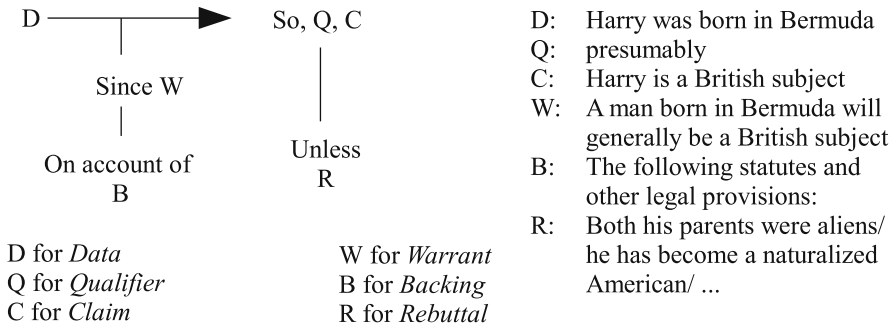 D
So, Q, C
Since W
On account of
B
Unless
R
D for Data
Q for Qualifier
C for Claim
W for Warrant
B for Backing
R for Rebuttal
D: Harry was born in Bermuda
Q: presumably
C: Harry is a British subject
W: A man born in Bermuda will
generally be a British subject
B: The following statutes and
other legal provisions:
R: Both his parents were aliens/
he has become a naturalized
American/ ...